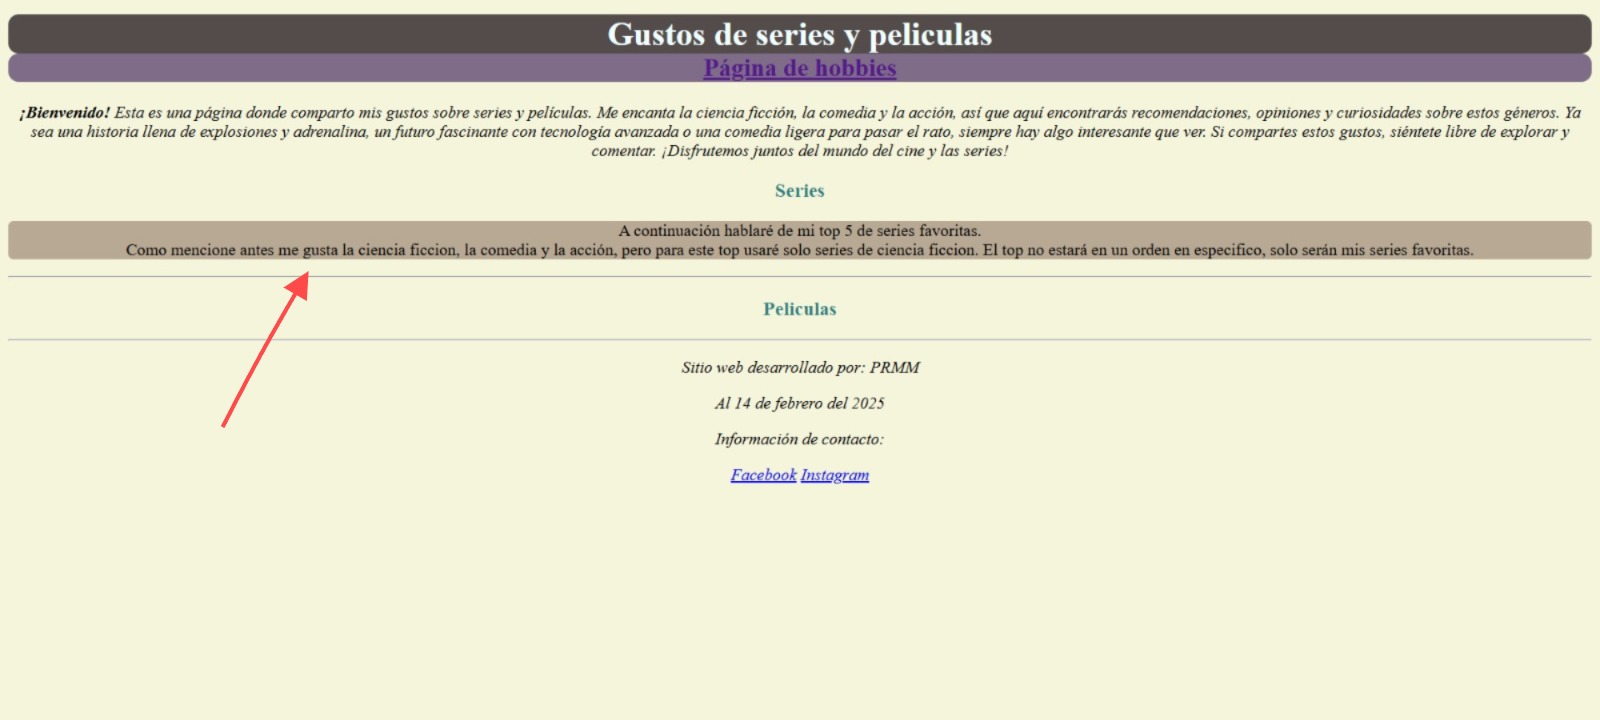 Gustos de series y peliculas
Página de hobbies
¡Bienvenido! Esta es una página donde comparto mis gustos sobre series y películas. Me encanta la ciencia ficción, la comedia y la acción, así que aquí encontrarás recomendaciones, opiniones y curiosidades sobre estos géneros. Ya
sea una historia llena de explosiones y adrenalina, un futuro fascinante con tecnología avanzada o una comedia ligera para pasar el rato, siempre hay algo interesante que ver. Si compartes estos gustos, siéntete libre de explorar y
comentar. ¡Disfrutemos juntos del mundo del cine y las series!
Series
A continuación hablaré de mi top 5 de series favoritas.
Como mencione antes me gusta la ciencia ficcion, la comedia y la acción, pero para este top usaré solo series de ciencia ficcion. El top no estará en un orden en especifico, solo serán mis series favoritas.
Peliculas
Sitio web desarrollado por: PRMM
Al 14 de febrero del 2025
Información de contacto:
Facebook Instagram